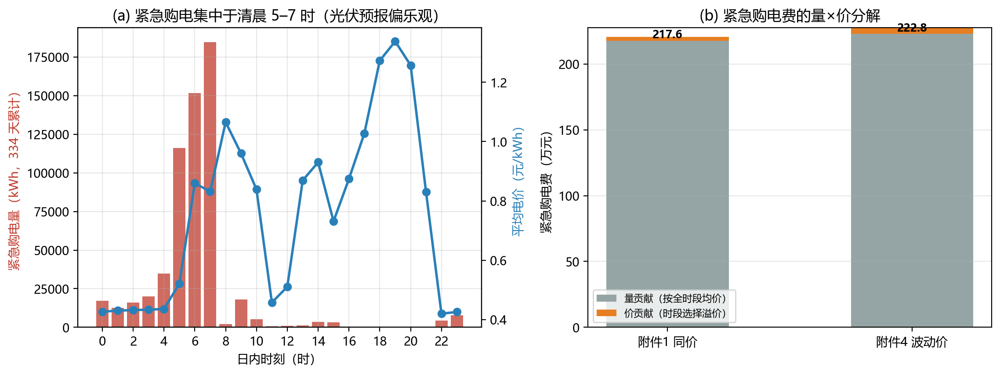 (a) 紧急购电集中于清晨 5–7 时（光伏预报偏乐观）
紧急购电量（kWh，334 天累计）
175000
150000
125000
100000
75000
50000
25000
0
0 2 4 6 8 10 12 14 16 18 20 22
日内时刻（时）
1.2
1.0
0.8
0.6
0.4
平均电价（元/kWh）
(b) 紧急购电费的量×价分解
紧急购电费（万元）
200
150
100
50
0
217.6
222.8
量贡献（按全时段均价）
价贡献（时段选择溢价）
附件1 同价
附件4 波动价